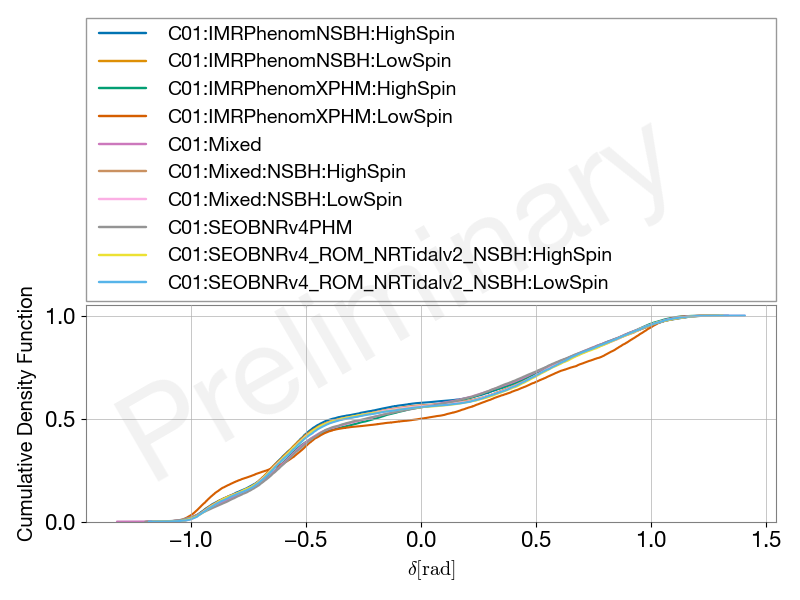 C01:IMRPhenomNSBH:HighSpin
C01:IMRPhenomNSBH:LowSpin
C01:IMRPhenomXPHM:HighSpin
C01:IMRPhenomXPHM:LowSpin
C01:Mixed
C01:Mixed:NSBH:HighSpin
C01:Mixed:NSBH:LowSpin
C01:SEOBNRv4PHM
C01:SEOBNRv4_ROM_NRTidalv2_NSBH:HighSpin
C01:SEOBNRv4_ROM_NRTidalv2_NSBH:LowSpin
Preliminary
Cumulative Density Function
1.0
0.5
0.0
−1.0 −0.5 0.0 0.5 1.0 1.5
δ[rad]